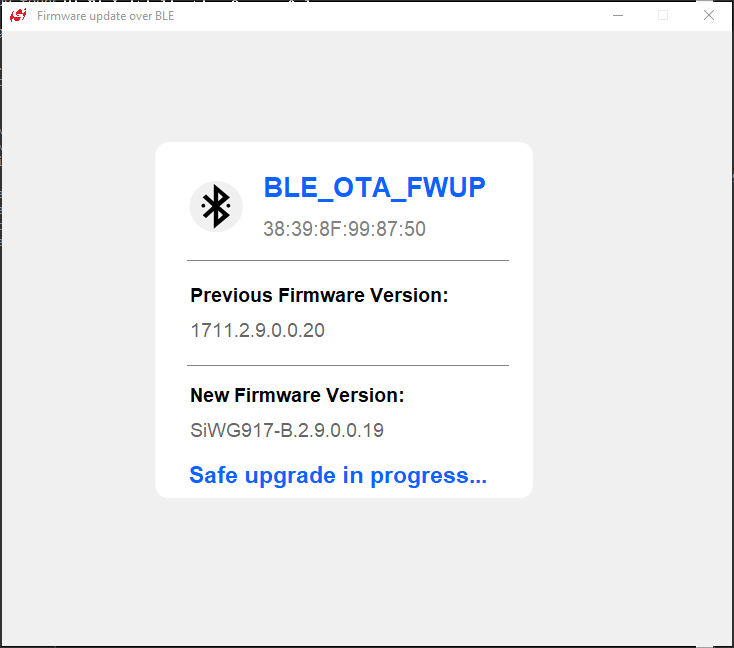 Firmware update over BLE
BLE_OTA_FWUP
38:39:8F:99:87:50
Previous Firmware Version:
1711.2.9.0.0.20
New Firmware Version:
SiWG917-B.2.9.0.0.19
Safe upgrade in progress...